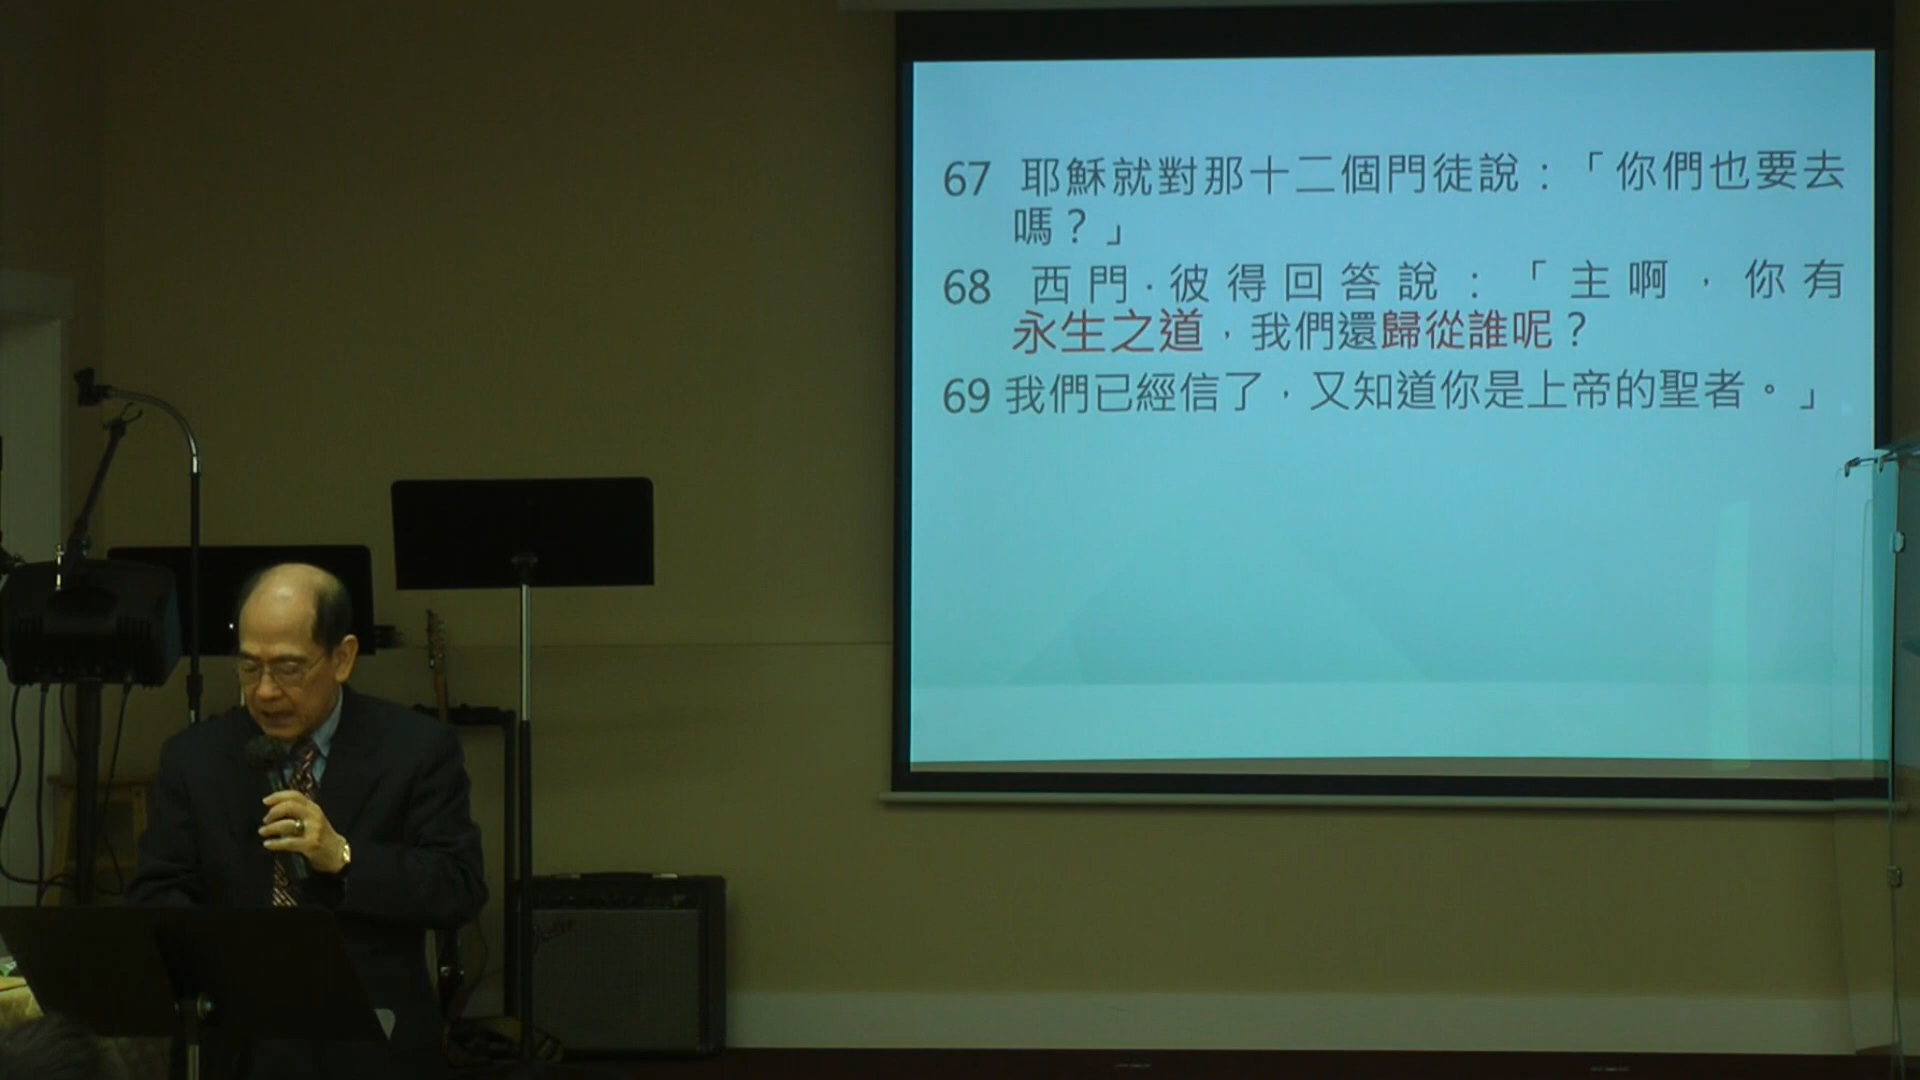 67 耶穌就對那十二個門徒說：「你們也要去
嗎？」
68 西門·彼得回答說：「主啊，你有
永生之道，我們還歸從誰呢？
69 我們已經信了，又知道你是上帝的聖者。」
Fender